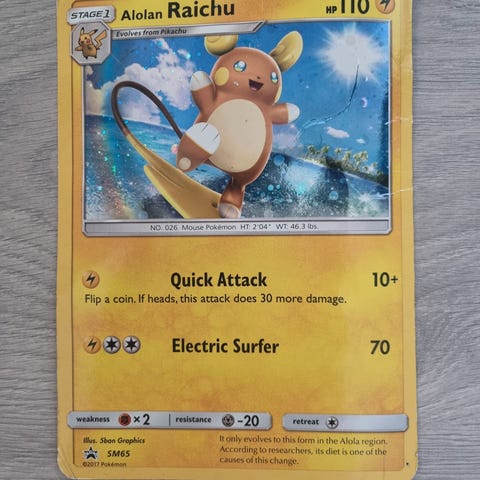 STAGE 1 Alolan Raichu HP 110
Evolves from Pikachu
NO. 026 Mouse Pokémon HT: 2'04" WT: 46.3 lbs.
Quick Attack 10+
Flip a coin. If heads, this attack does 30 more damage.
Electric Surfer 70
weakness ×2 resistance -20 retreat
Illus. 5ban Graphics
It only evolves to this form in the Alola region.
According to researchers, its diet is one of the
causes of this change.
SM65
©2017 Pokémon